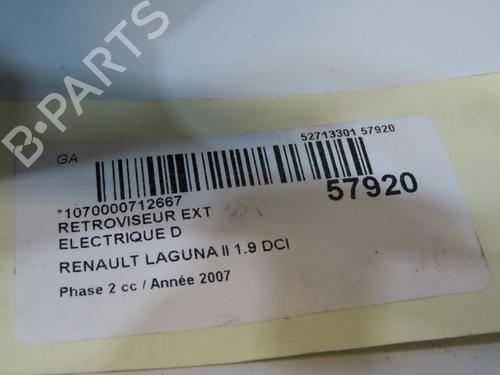 B-PARTS
52713301 57920
GA
57920
*1070000712667
RETROVISEUR EXT
ELECTRIQUE D
RENAULT LAGUNA II 1.9 DCI
Phase 2 cc / Année 2007